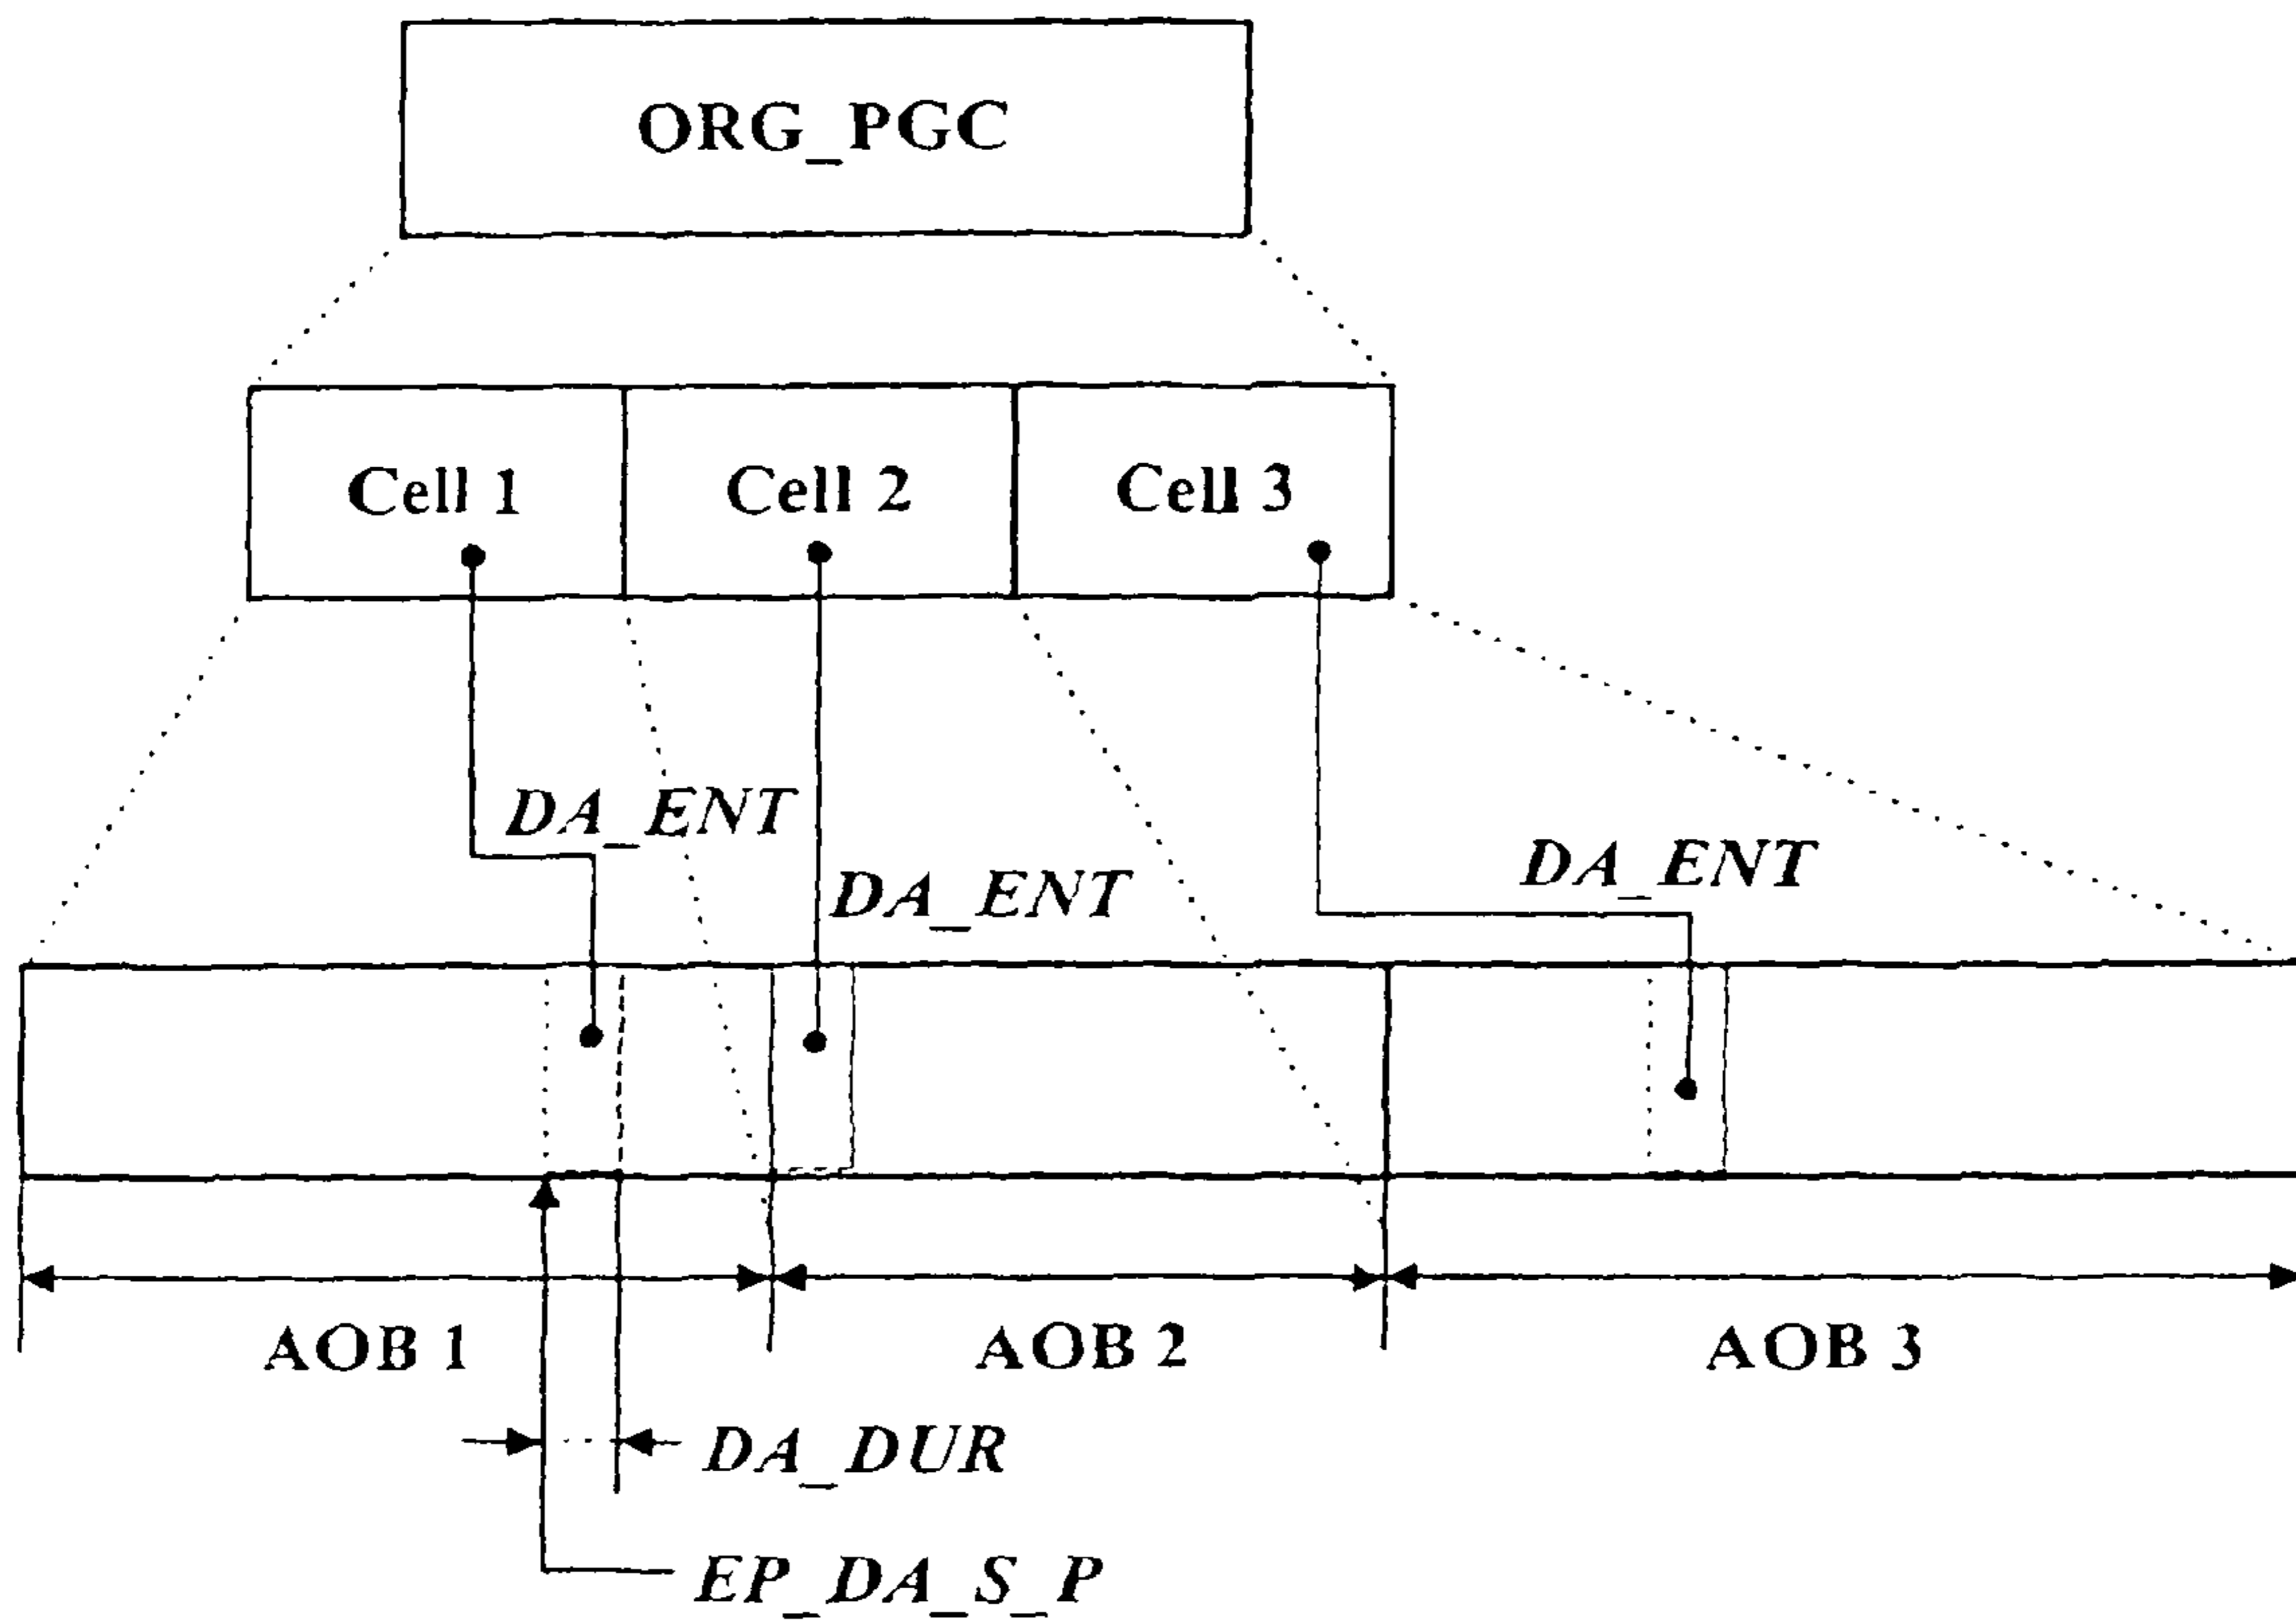 ORG_PGC
Cell 1
Cell 2
Cell 3
DA_ENT
DA_ENT
DA_ENT
AOB 1
AOB 2
AOB 3
DA_DUR
EP_DA_S_P